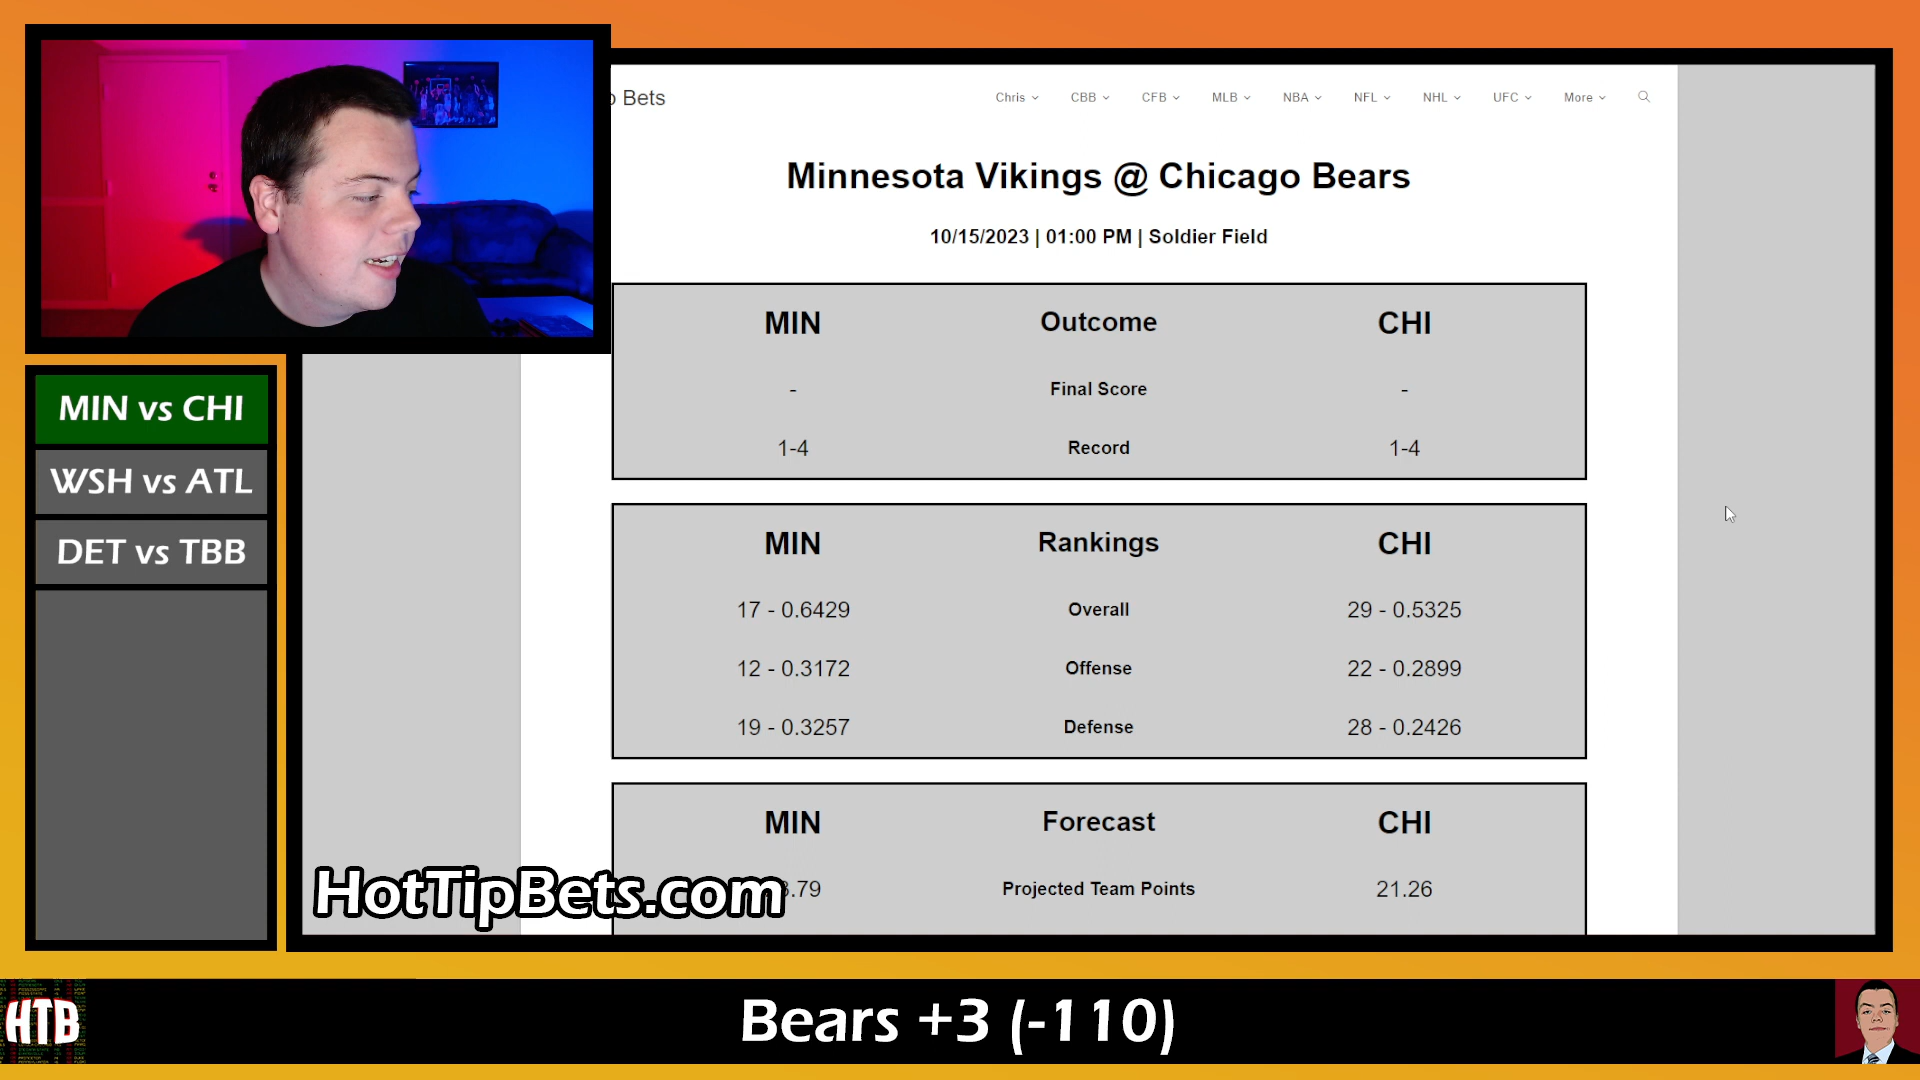 p Bets
Chris CBB CFB MLB NBA NFL NHL UFC More
Minnesota Vikings @ Chicago Bears
10/15/2023 | 01:00 PM | Soldier Field
MIN Outcome CHI
- Final Score -
1-4 Record 1-4
MIN Rankings CHI
17 - 0.6429 Overall 29 - 0.5325
12 - 0.3172 Offense 22 - 0.2899
19 - 0.3257 Defense 28 - 0.2426
MIN Forecast CHI
.79 Projected Team Points 21.26
MIN vs CHI
WSH vs ATL
DET vs TBB
HotTipBets.com
HTB
Bears +3 (-110)